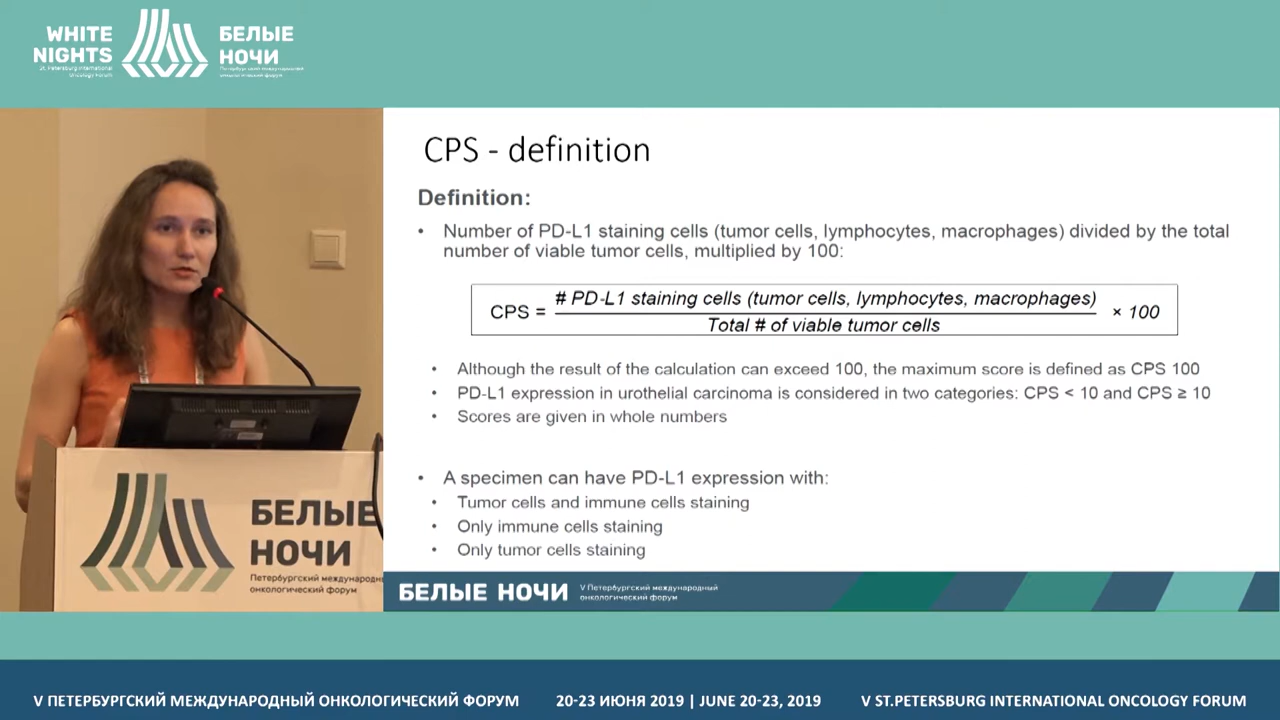 WHITE
NIGHTS
St. Petersburg International
Oncology Forum
БЕЛЫЕ
НОЧИ
Петербургский международный
онкологический форум
CPS - definition
Definition:
• Number of PD-L1 staining cells (tumor cells, lymphocytes, macrophages) divided by the total
number of viable tumor cells, multiplied by 100:
CPS = # PD-L1 staining cells (tumor cells, lymphocytes, macrophages) × 100
Total # of viable tumor cells
• Although the result of the calculation can exceed 100, the maximum score is defined as CPS 100
• PD-L1 expression in urothelial carcinoma is considered in two categories: CPS < 10 and CPS ≥ 10
• Scores are given in whole numbers
• A specimen can have PD-L1 expression with:
• Tumor cells and immune cells staining
• Only immune cells staining
• Only tumor cells staining
БЕЛЫЕ НОЧИ
V Петербургский международный
онкологический форум
БЕЛЫЕ
НОЧИ
Петербургский международн
онкологический форум
V ПЕТЕРБУРГСКИЙ МЕЖДУНАРОДНЫЙ ОНКОЛОГИЧЕСКИЙ ФОРУМ 20-23 ИЮНЯ 2019 | JUNE 20-23, 2019 V ST.PETERSBURG INTERNATIONAL ONCOLOGY FORUM